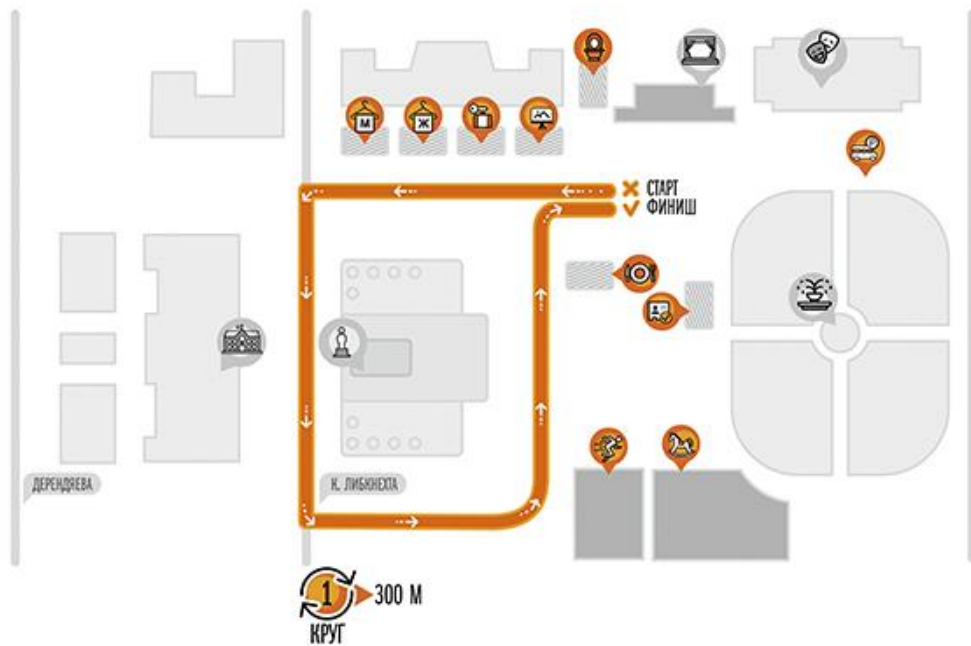 М
Ж
СТАРТ
ФИНИШ
ДЕРЕНДЯЕВА
К. ЛИБКНЕХТА
1
300 М
КРУГ